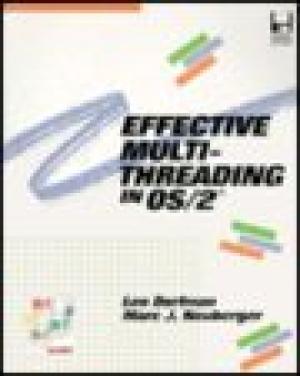 EFFECTIVE
MULTI-
THREADING
IN OS/2®
Len Dorfman
Marc J. Neuberger